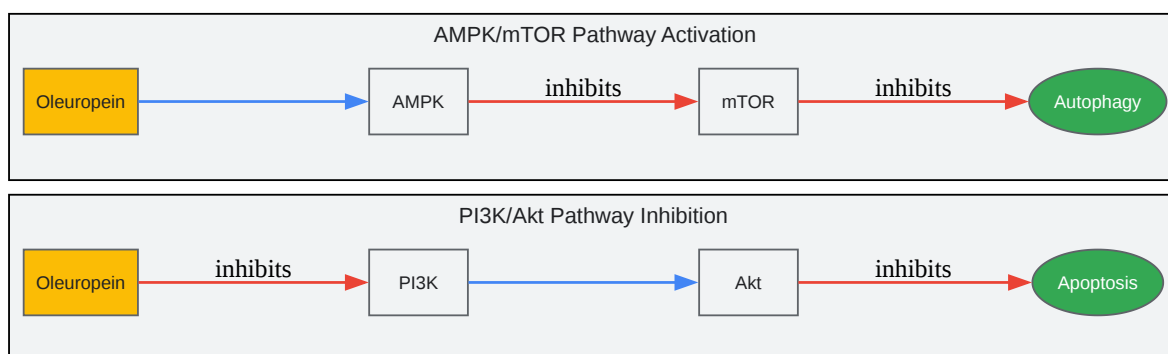 AMPK/mTOR Pathway Activation
Oleuropein
AMPK
inhibits
mTOR
inhibits
Autophagy
PI3K/Akt Pathway Inhibition
Oleuropein
inhibits
PI3K
Akt
inhibits
Apoptosis